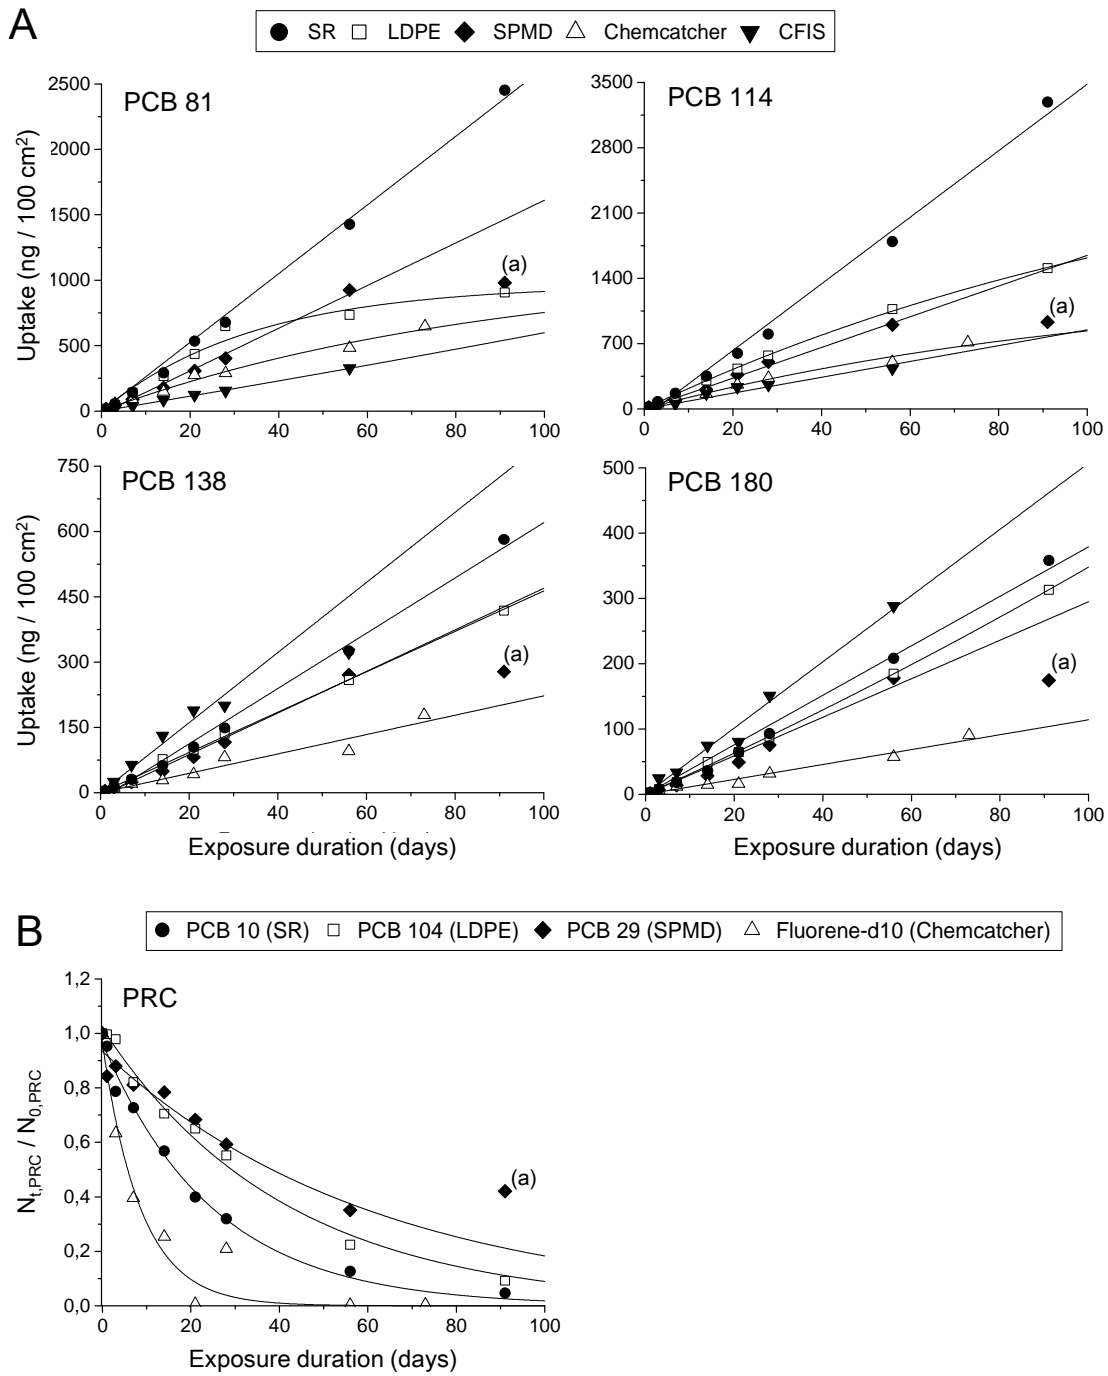 A
SR LDPE SPMD Chemcatcher CFIS
PCB 81
2500
2000
1500
1000
500
0
0 20 40 60 80 100
Uptake (ng / 100 cm²)
(a)
PCB 114
3500
2800
2100
1400
700
0
0 20 40 60 80 100
(a)
PCB 138
750
600
450
300
150
0
0 20 40 60 80 100
Uptake (ng / 100 cm²)
(a)
Exposure duration (days)
PCB 180
500
400
300
200
100
0
0 20 40 60 80 100
(a)
Exposure duration (days)
B
PCB 10 (SR) PCB 104 (LDPE) PCB 29 (SPMD) Fluorene-d10 (Chemcatcher)
PRC
1,2
1,0
0,8
0,6
0,4
0,2
0,0
0 20 40 60 80 100
N_t,PRC / N_0,PRC
(a)
Exposure duration (days)